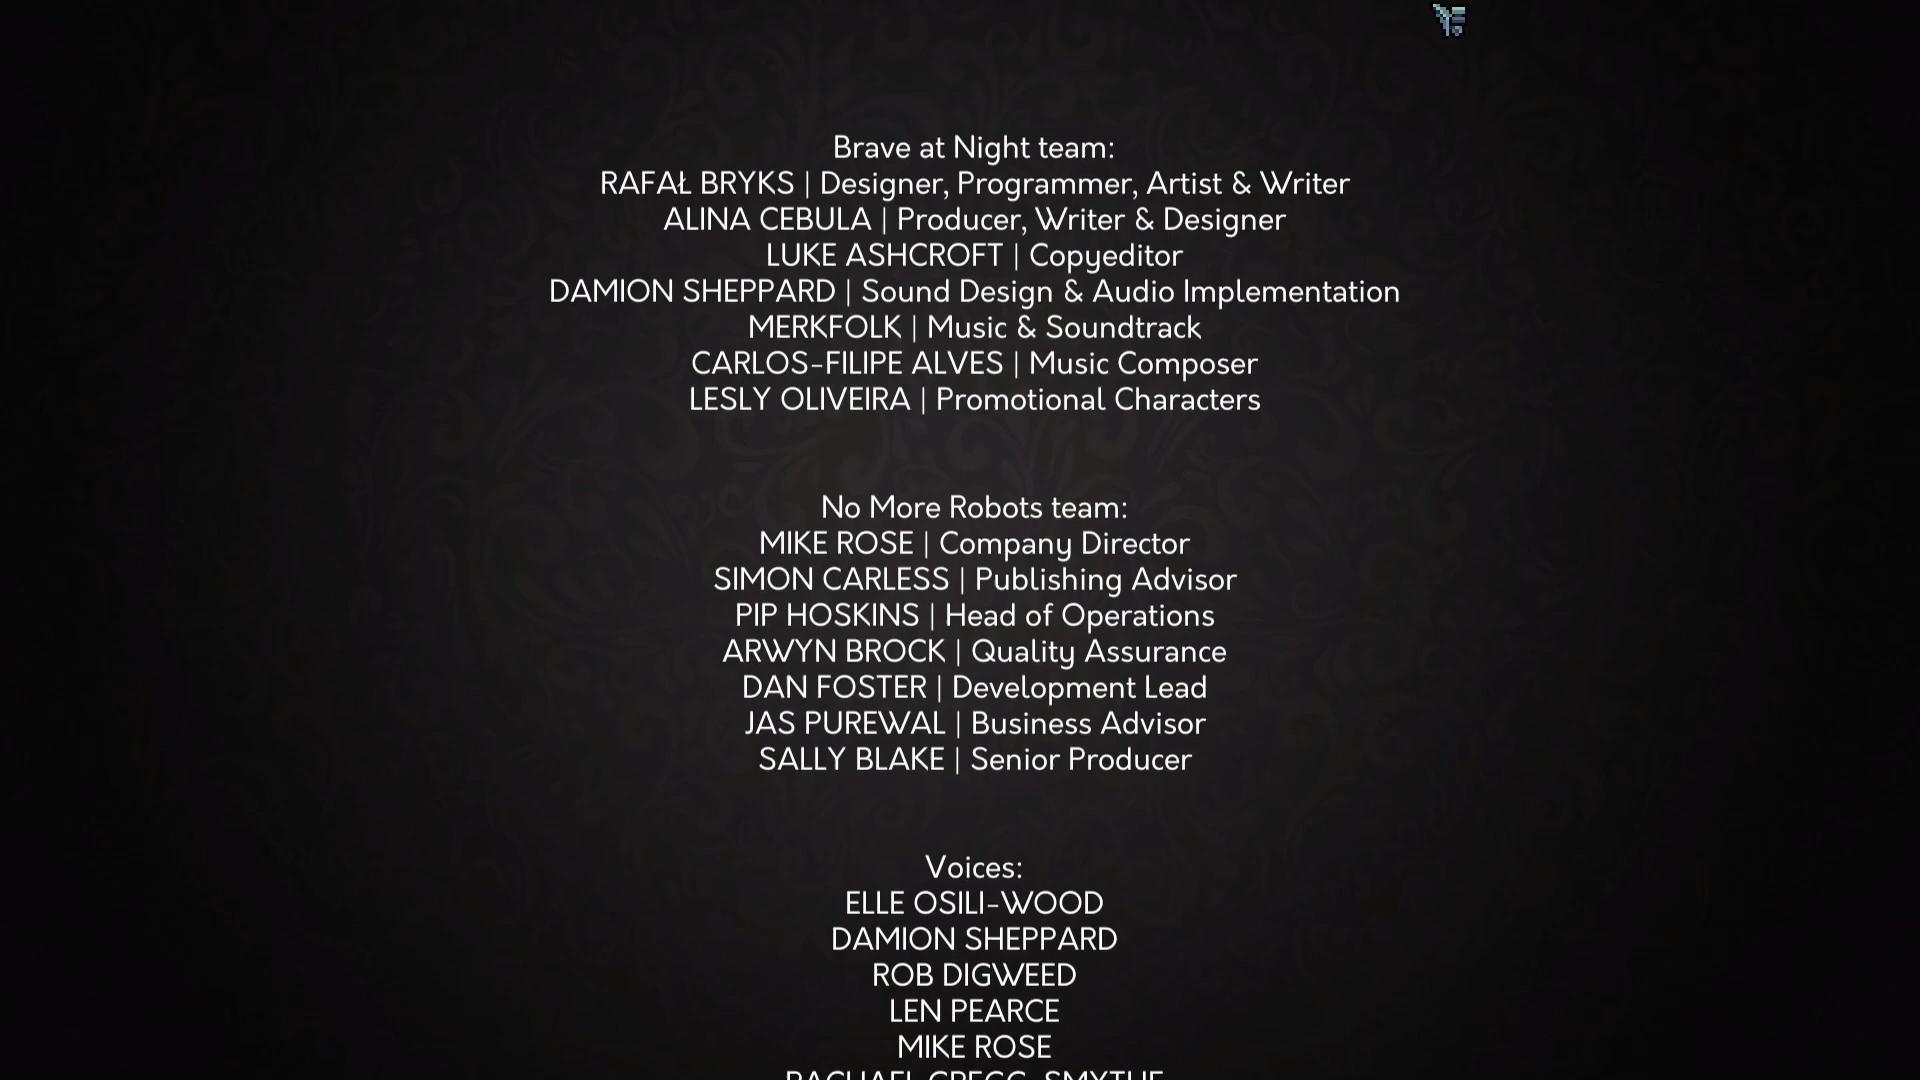 Brave at Night team:
RAFAŁ BRYKS | Designer, Programmer, Artist & Writer
ALINA CEBULA | Producer, Writer & Designer
LUKE ASHCROFT | Copyeditor
DAMION SHEPPARD | Sound Design & Audio Implementation
MERKFOLK | Music & Soundtrack
CARLOS-FILIPE ALVES | Music Composer
LESLY OLIVEIRA | Promotional Characters
No More Robots team:
MIKE ROSE | Company Director
SIMON CARLESS | Publishing Advisor
PIP HOSKINS | Head of Operations
ARWYN BROCK | Quality Assurance
DAN FOSTER | Development Lead
JAS PUREWAL | Business Advisor
SALLY BLAKE | Senior Producer
Voices:
ELLE OSILI-WOOD
DAMION SHEPPARD
ROB DIGWEED
LEN PEARCE
MIKE ROSE